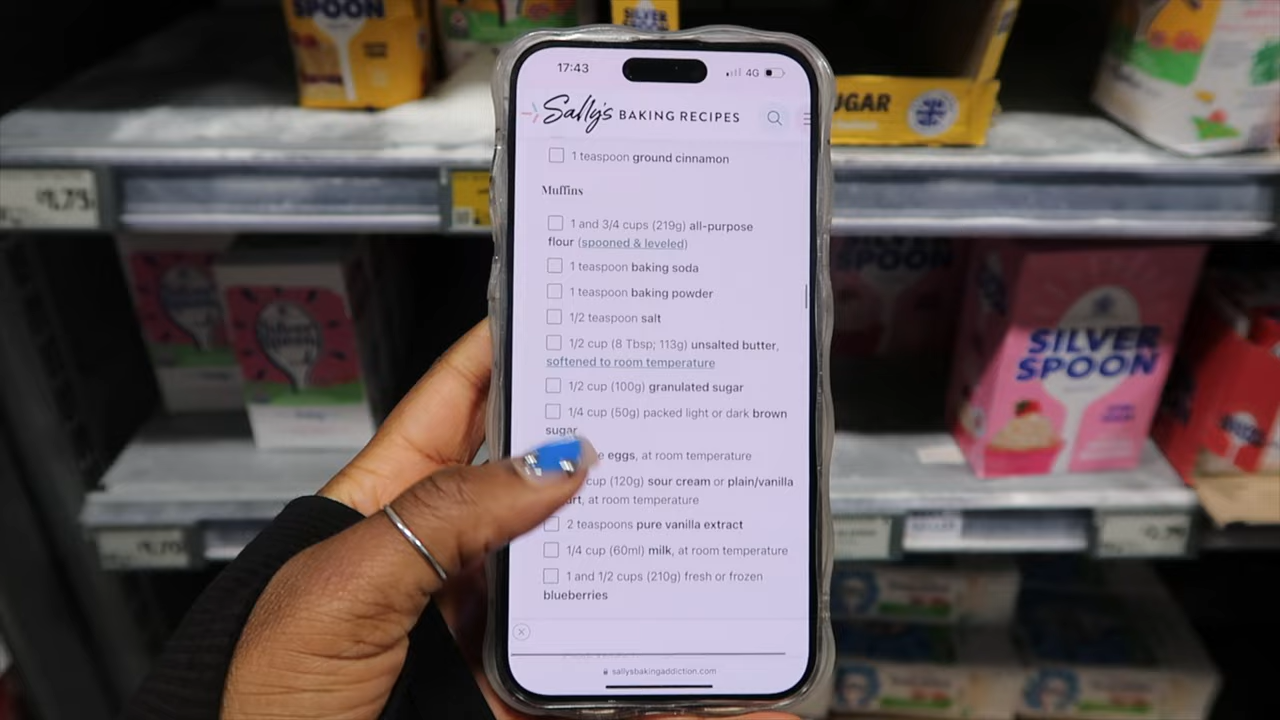 SPOON
SILVER
SPOON
17:43
4G
Sally's BAKING RECIPES
UGAR
1 teaspoon ground cinnamon
Muffins
1 and 3/4 cups (219g) all-purpose
flour (spooned & leveled)
1 teaspoon baking soda
1 teaspoon baking powder
1/2 teaspoon salt
1/2 cup (8 Tbsp; 113g) unsalted butter,
softened to room temperature
1/2 cup (100g) granulated sugar
1/4 cup (50g) packed light or dark brown
sugar
eggs, at room temperature
cup (120g) sour cream or plain/vanilla
at room temperature
2 teaspoons pure vanilla extract
1/4 cup (60ml) milk, at room temperature
1 and 1/2 cups (210g) fresh or frozen
blueberries
sallysbakingaddiction.com
Silver
Spoon
SPOON
SILVER
SPOON